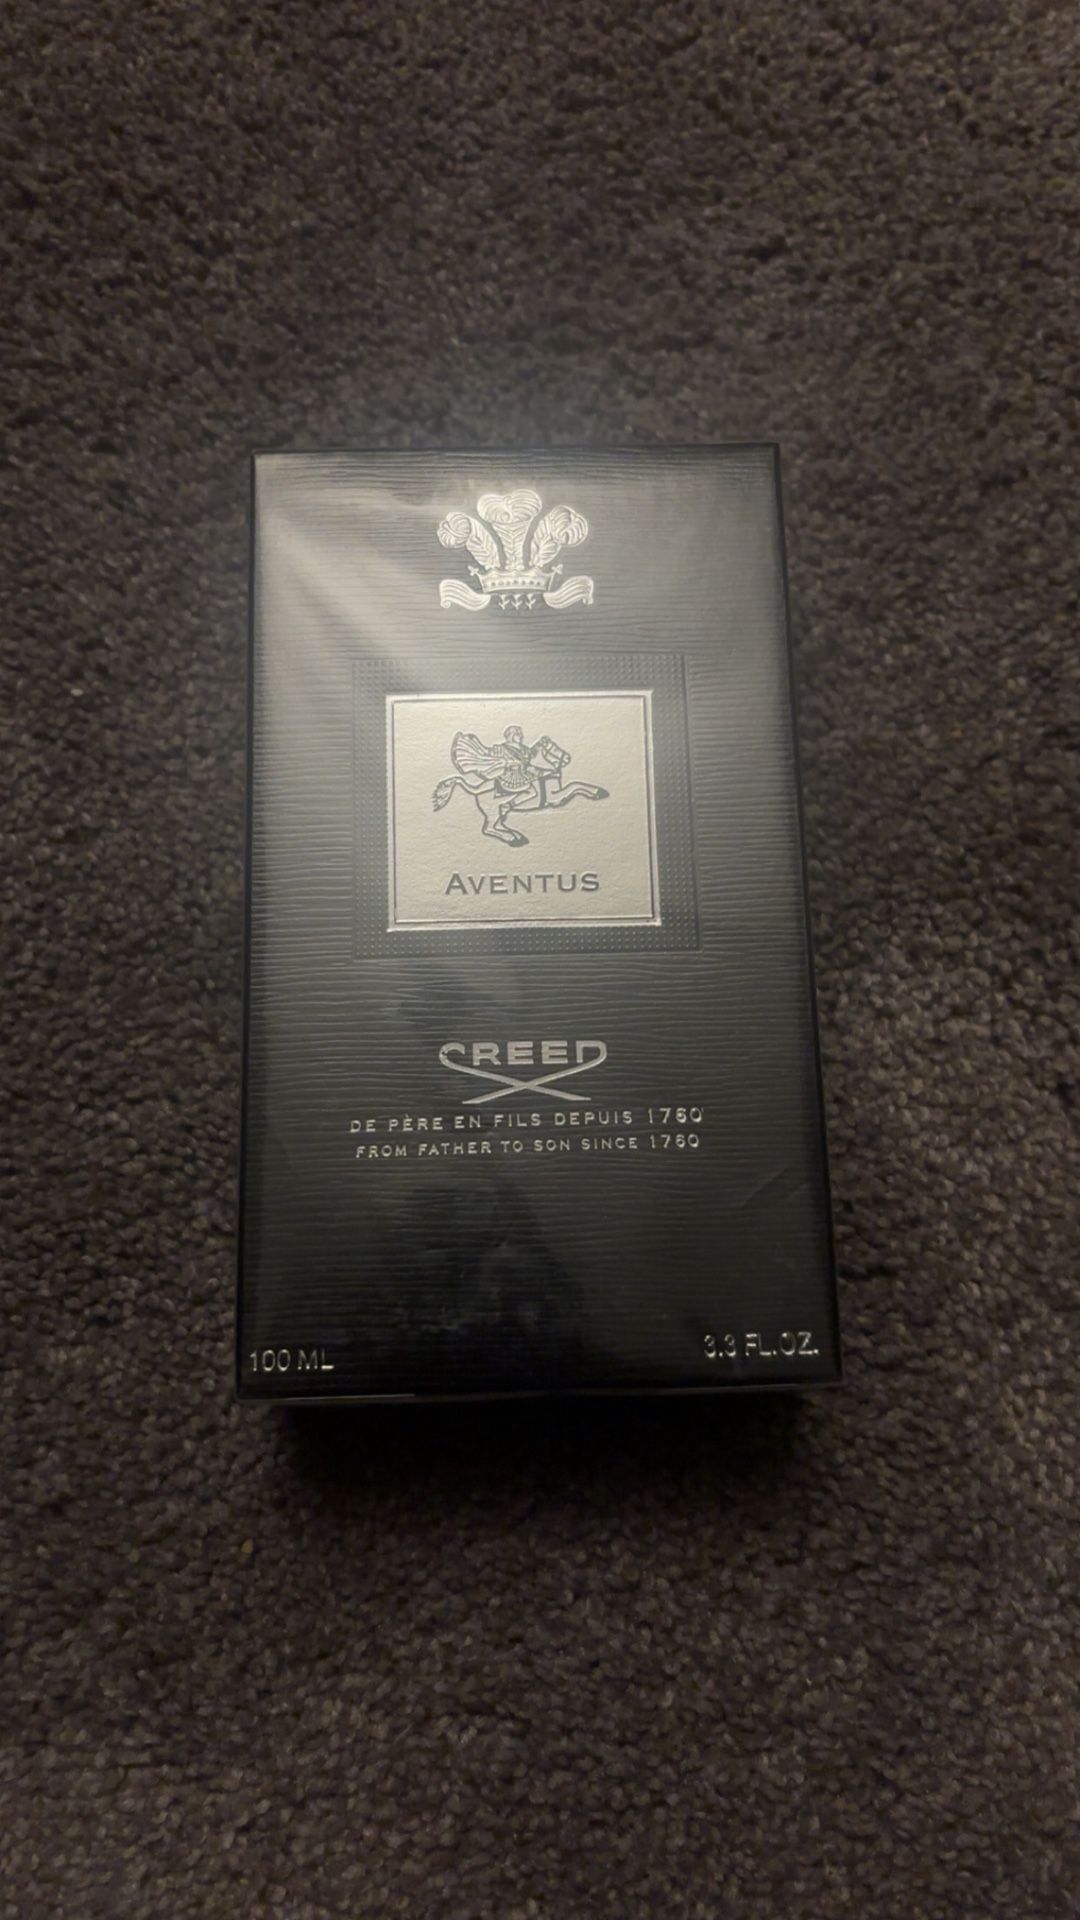 AVENTUS
CREED
DE PÈRE EN FILS DEPUIS 1760
FROM FATHER TO SON SINCE 1760
100 ML
3.3 FL.OZ.